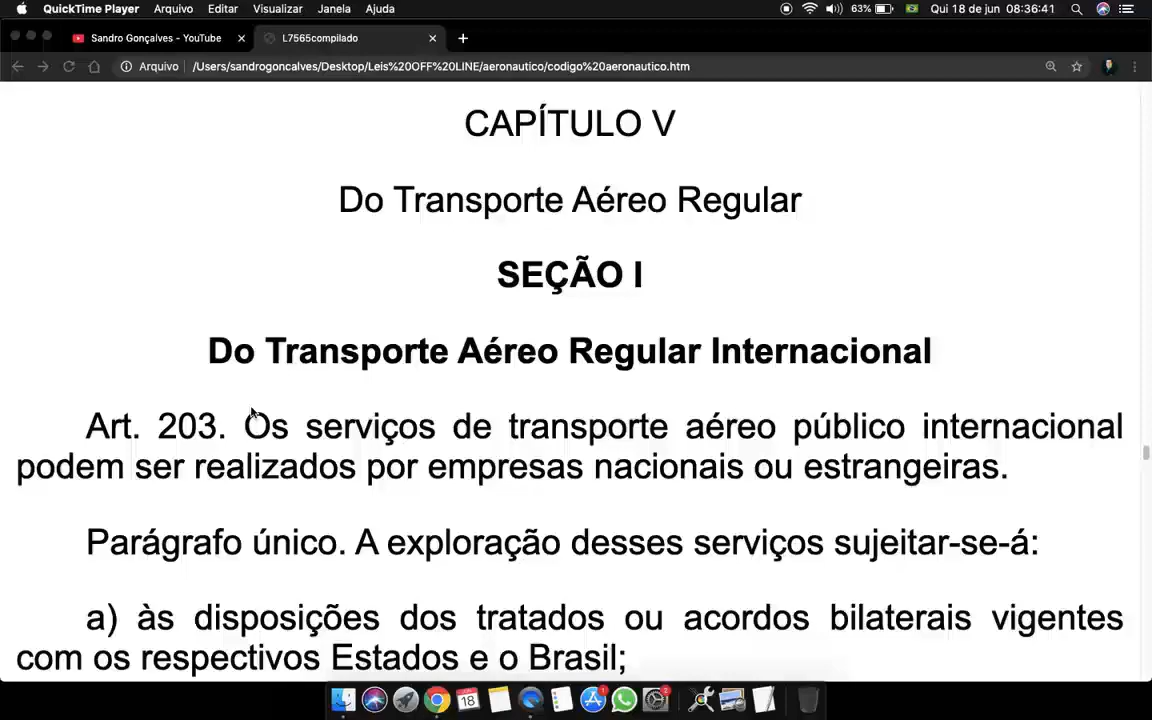 QuickTime Player Arquivo Editar Visualizar Janela Ajuda 63% Qui 18 de jun 08:36:41
Sandro Gonçalves - YouTube L7565compilado
Arquivo /Users/sandrogoncalves/Desktop/Leis%20OFF%20LINE/aeronautico/codigo%20aeronautico.htm
CAPÍTULO V
Do Transporte Aéreo Regular
SEÇÃO I
Do Transporte Aéreo Regular Internacional
Art. 203. Os serviços de transporte aéreo público internacional
podem ser realizados por empresas nacionais ou estrangeiras.
Parágrafo único. A exploração desses serviços sujeitar-se-á:
a) às disposições dos tratados ou acordos bilaterais vigentes
com os respectivos Estados e o Brasil;
18